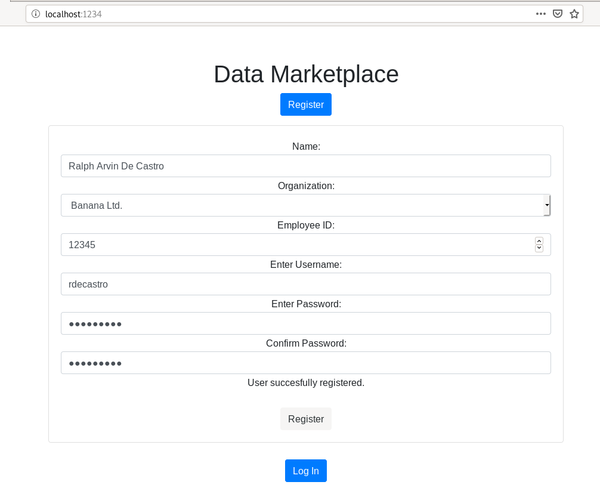 localhost:1234
Data Marketplace
Register
Name:
Ralph Arvin De Castro
Organization:
Banana Ltd.
Employee ID:
12345
Enter Username:
rdecastro
Enter Password:
●●●●●●●●●
Confirm Password:
●●●●●●●●●
User succesfully registered.
Register
Log In